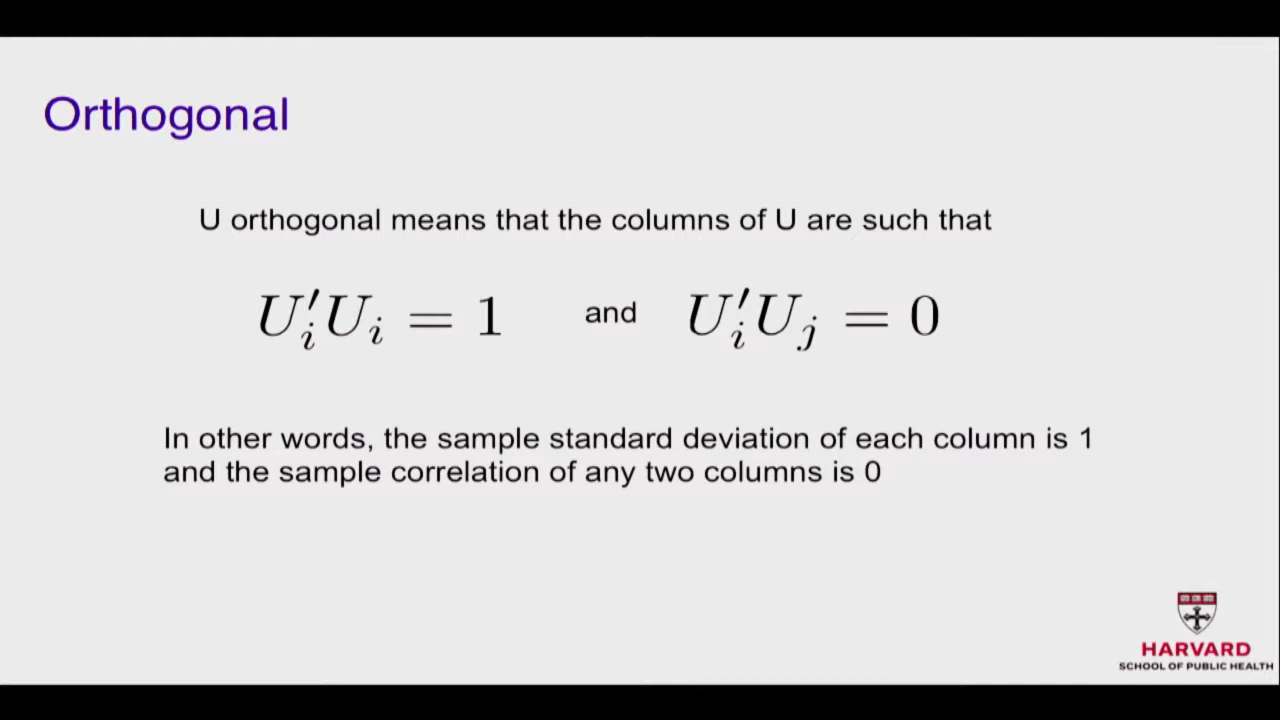 Orthogonal
U orthogonal means that the columns of U are such that
U′ᵢUᵢ = 1 and U′ᵢUⱼ = 0
In other words, the sample standard deviation of each column is 1
and the sample correlation of any two columns is 0
HARVARD
SCHOOL OF PUBLIC HEALTH